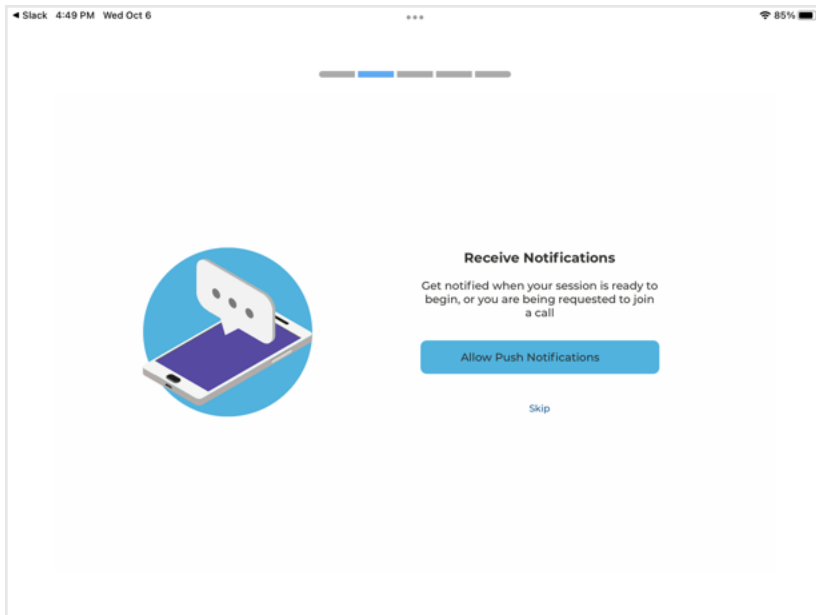 ◀ Slack 4:49 PM Wed Oct 6
85%
Receive Notifications
Get notified when your session is ready to
begin, or you are being requested to join
a call
Allow Push Notifications
Skip